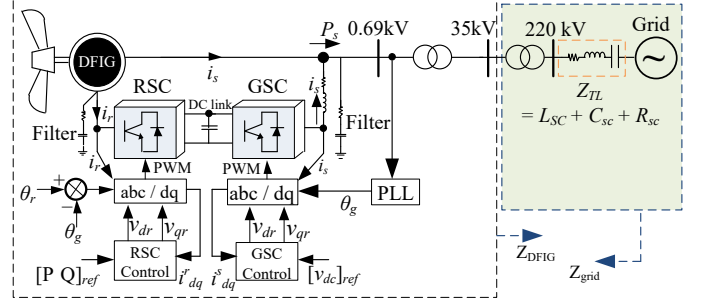 P_s
0.69kV
35kV
220 kV
Grid
DFIG
RSC
GSC
i_s
i_s
DC link
Z_TL
= L_SC + C_sc + R_sc
i_r
Filter
Filter
i_r
PWM
PWM
i_s
θ_r
+
−
abc / dq
abc / dq
θ_g
PLL
θ_g
v_dr
v_qr
v_dr
v_qr
RSC
Control
GSC
Control
[P Q]_ref
i^r_dq
i^s_dq
[v_dc]_ref
Z_DFIG
Z_grid